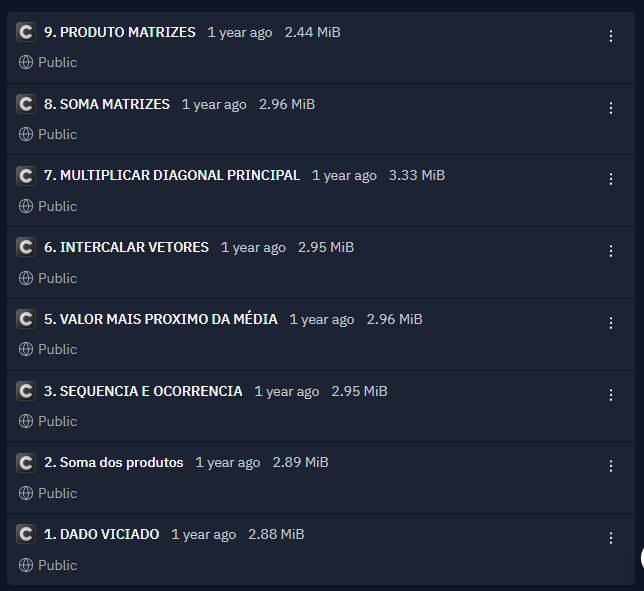 9. PRODUTO MATRIZES 1 year ago 2.44 MiB
Public
8. SOMA MATRIZES 1 year ago 2.96 MiB
Public
7. MULTIPLICAR DIAGONAL PRINCIPAL 1 year ago 3.33 MiB
Public
6. INTERCALAR VETORES 1 year ago 2.95 MiB
Public
5. VALOR MAIS PROXIMO DA MÉDIA 1 year ago 2.96 MiB
Public
3. SEQUENCIA E OCORRENCIA 1 year ago 2.95 MiB
Public
2. Soma dos produtos 1 year ago 2.89 MiB
Public
1. DADO VICIADO 1 year ago 2.88 MiB
Public